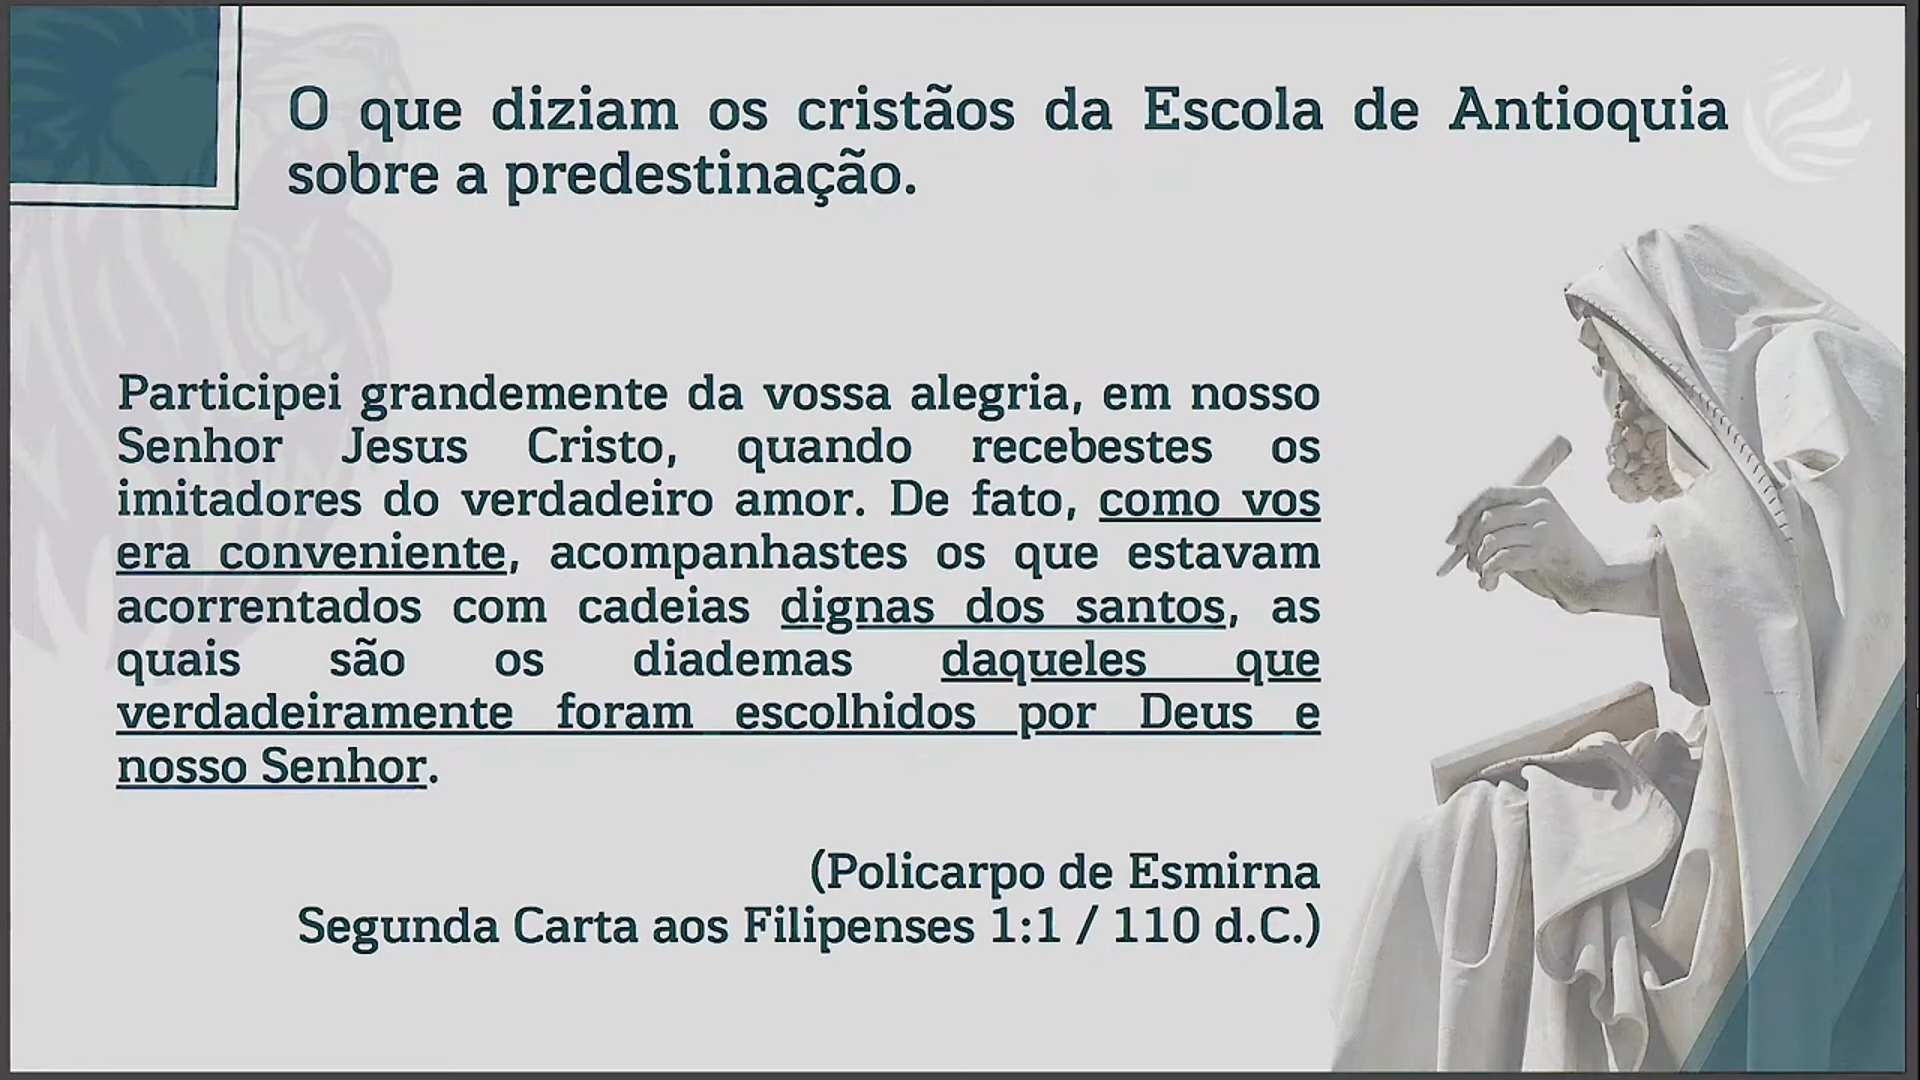 O que diziam os cristãos da Escola de Antioquia
sobre a predestinação.
Participei grandemente da vossa alegria, em nosso
Senhor Jesus Cristo, quando recebestes os
imitadores do verdadeiro amor. De fato, como vos
era conveniente, acompanhastes os que estavam
acorrentados com cadeias dignas dos santos, as
quais são os diademas daqueles que
verdadeiramente foram escolhidos por Deus e
nosso Senhor.
(Policarpo de Esmirna
Segunda Carta aos Filipenses 1:1 / 110 d.C.)